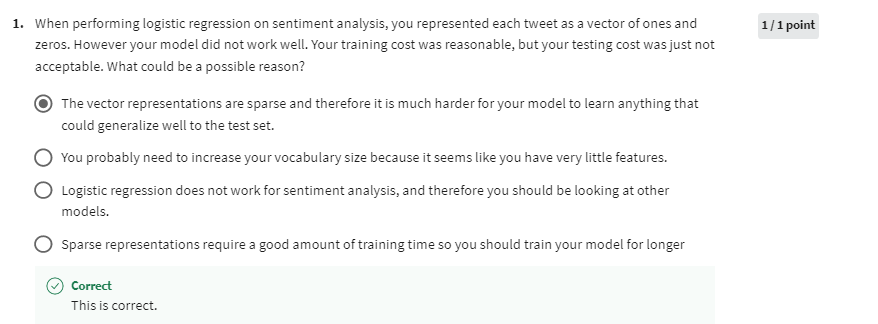 1. When performing logistic regression on sentiment analysis, you represented each tweet as a vector of ones and
1 / 1 point
zeros. However your model did not work well. Your training cost was reasonable, but your testing cost was just not
acceptable. What could be a possible reason?
The vector representations are sparse and therefore it is much harder for your model to learn anything that
could generalize well to the test set.
You probably need to increase your vocabulary size because it seems like you have very little features.
Logistic regression does not work for sentiment analysis, and therefore you should be looking at other
models.
Sparse representations require a good amount of training time so you should train your model for longer
Correct
This is correct.